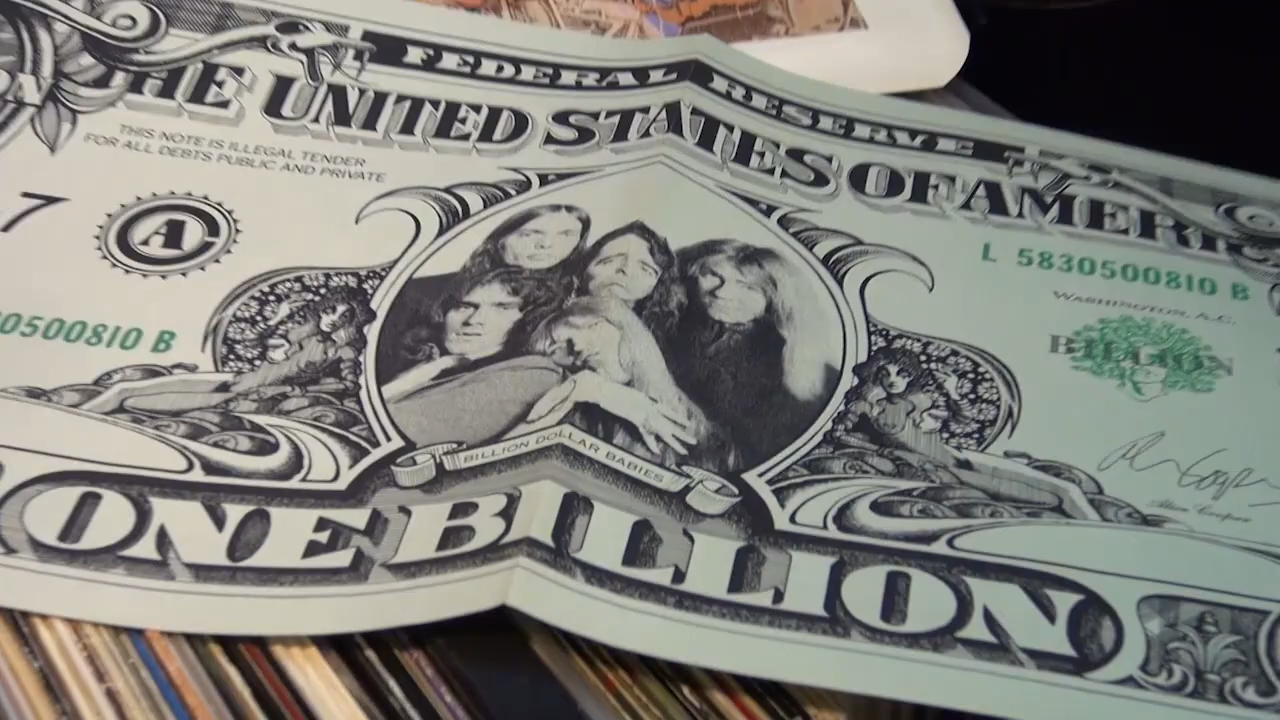 FEDERAL RESERVE
THE UNITED STATES OF AMERI
THIS NOTE IS ILLEGAL TENDER
FOR ALL DEBTS PUBLIC AND PRIVATE
7
A
L 5830500810 B
WASHINGTON, A.C.
BILLION
0500810 B
BILLION DOLLAR BABIES
ONE BILLION